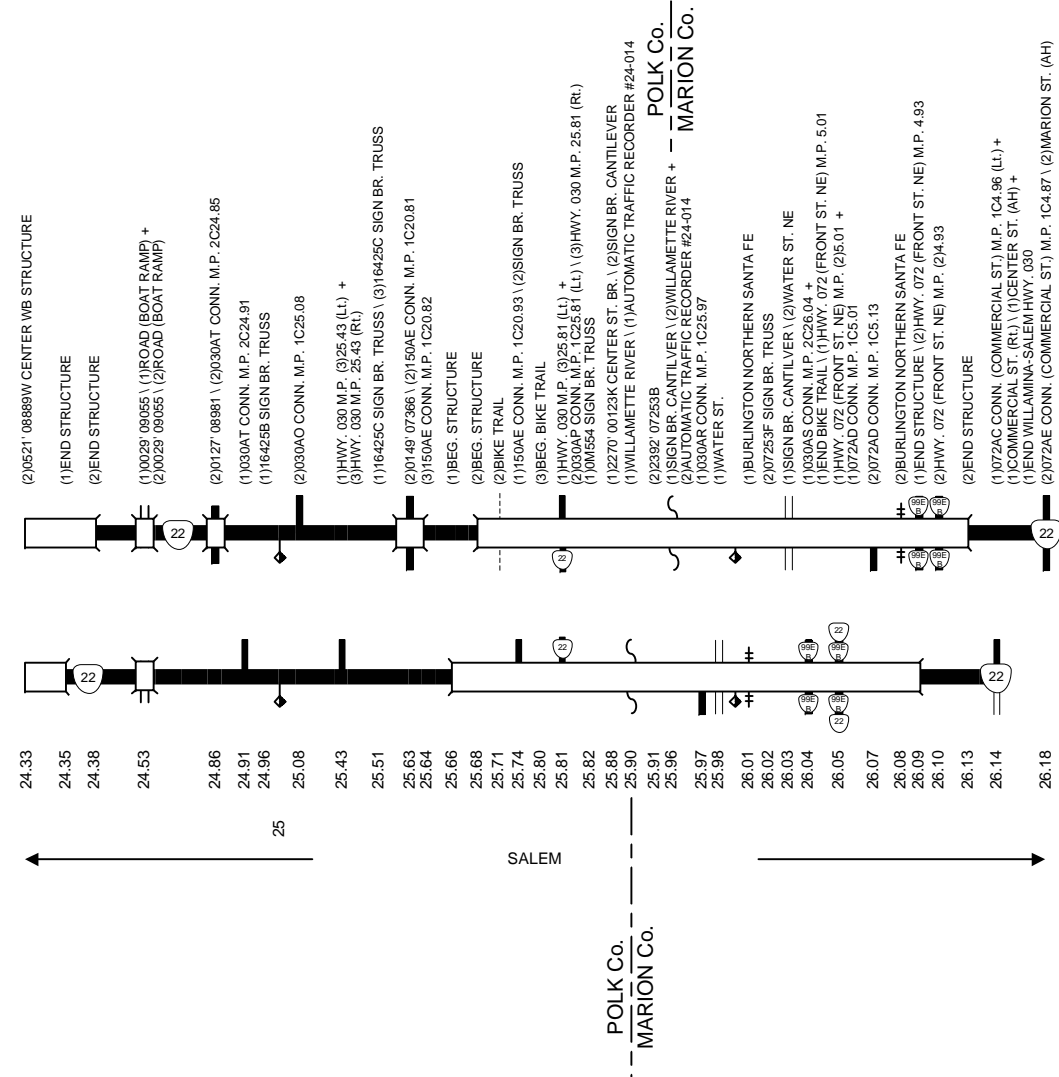 (2)0521' 08889W CENTER WB STRUCTURE
(1)END STRUCTURE
(2)END STRUCTURE
(1)0029' 09055 \ (1)ROAD (BOAT RAMP) +
(2)0029' 09055 \ (2)ROAD (BOAT RAMP)
(2)0127' 08981 \ (2)030AT CONN. M.P. 2C24.85
(1)030AT CONN. M.P. 2C24.91
(1)16425B SIGN BR. TRUSS
(2)030AO CONN. M.P. 1C25.08
(1)HWY. 030 M.P. (3)25.43 (Lt.) +
(3)HWY. 030 M.P. 25.43 (Rt.)
(1)16425C SIGN BR. TRUSS \ (3)16425C SIGN BR. TRUSS
(2)0149' 07366 \ (2)150AE CONN. M.P. 1C20.81
(3)150AE CONN. M.P. 1C20.82
(1)BEG. STRUCTURE
(2)BEG. STRUCTURE
(2)BIKE TRAIL
(1)150AE CONN. M.P. 1C20.93 \ (2)SIGN BR. TRUSS
(3)BEG. BIKE TRAIL
(1)HWY. 030 M.P. (3)25.81 (Lt.) +
(2)030AP CONN. M.P. 1C25.81 (Lt.) \ (3)HWY. 030 M.P. 25.81 (Rt.)
(1)0M554 SIGN BR. TRUSS
(1)2270' 00123K CENTER ST. BR. \ (2)SIGN BR. CANTILEVER
(1)WILLAMETTE RIVER \ (1)AUTOMATIC TRAFFIC RECORDER #24-014
(2)2392' 07253B
(1)SIGN BR. CANTILVER \ (2)WILLAMETTE RIVER +
(2)AUTOMATIC TRAFFIC RECORDER #24-014
(1)030AR CONN. M.P. 1C25.97
(1)WATER ST.
(1)BURLINGTON NORTHERN SANTA FE
(2)07253F SIGN BR. TRUSS
(1)SIGN BR. CANTILVER \ (2)WATER ST. NE
(1)030AS CONN. M.P. 2C26.04 +
(1)END BIKE TRAIL \ (1)HWY. 072 (FRONT ST. NE) M.P. 5.01
(1)HWY. 072 (FRONT ST. NE) M.P. (2)5.01 +
(1)072AD CONN. M.P. 1C5.01
(2)072AD CONN. M.P. 1C5.13
(2)BURLINGTON NORTHERN SANTA FE
(1)END STRUCTURE \ (2)HWY. 072 (FRONT ST. NE) M.P. 4.93
(2)HWY. 072 (FRONT ST. NE) M.P. (2)4.93
(2)END STRUCTURE
(1)072AC CONN. (COMMERCIAL ST.) M.P. 1C4.96 (Lt.) +
(1)COMMERCIAL ST. (Rt.) \ (1)CENTER ST. (AH) +
(1)END WILLAMINA-SALEM HWY. 030
(2)072AE CONN. (COMMERCIAL ST.) M.P. 1C4.87 \ (2)MARION ST. (AH)
POLK Co.
MARION Co.
22
22
99E B
99E B
99E B
99E B
22
22
22
99E B
99E B
99E B
99E B
22
22
22
24.33
24.35
24.38
24.53
24.86
24.91
24.96
25.08
25.43
25.51
25.63
25.64
25.66
25.68
25.71
25.74
25.80
25.81
25.82
25.88
25.90
25.91
25.96
25.97
25.98
26.01
26.02
26.03
26.04
26.05
26.07
26.08
26.09
26.10
26.13
26.14
26.18
25
SALEM
POLK Co.
MARION Co.